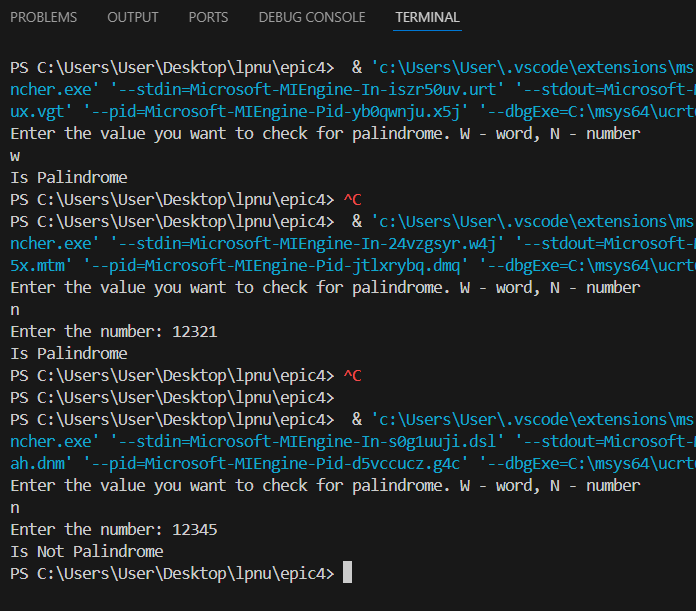 PROBLEMS OUTPUT PORTS DEBUG CONSOLE TERMINAL
PS C:\Users\User\Desktop\lpnu\epic4>  & 'c:\Users\User\.vscode\extensions\ms
ncher.exe' '--stdin=Microsoft-MIEngine-In-iszr50uv.urt' '--stdout=Microsoft-M
ux.vgt' '--pid=Microsoft-MIEngine-Pid-yb0qwnju.x5j' '--dbgExe=C:\msys64\ucrt
Enter the value you want to check for palindrome. W - word, N - number
w
Is Palindrome
PS C:\Users\User\Desktop\lpnu\epic4> ^C
PS C:\Users\User\Desktop\lpnu\epic4>  & 'c:\Users\User\.vscode\extensions\ms
ncher.exe' '--stdin=Microsoft-MIEngine-In-24vzgsyr.w4j' '--stdout=Microsoft-M
5x.mtm' '--pid=Microsoft-MIEngine-Pid-jtlxrybq.dmq' '--dbgExe=C:\msys64\ucrt
Enter the value you want to check for palindrome. W - word, N - number
n
Enter the number: 12321
Is Palindrome
PS C:\Users\User\Desktop\lpnu\epic4> ^C
PS C:\Users\User\Desktop\lpnu\epic4>
PS C:\Users\User\Desktop\lpnu\epic4>  & 'c:\Users\User\.vscode\extensions\ms
ncher.exe' '--stdin=Microsoft-MIEngine-In-s0g1uuji.dsl' '--stdout=Microsoft-M
ah.dnm' '--pid=Microsoft-MIEngine-Pid-d5vccucz.g4c' '--dbgExe=C:\msys64\ucrt
Enter the value you want to check for palindrome. W - word, N - number
n
Enter the number: 12345
Is Not Palindrome
PS C:\Users\User\Desktop\lpnu\epic4>